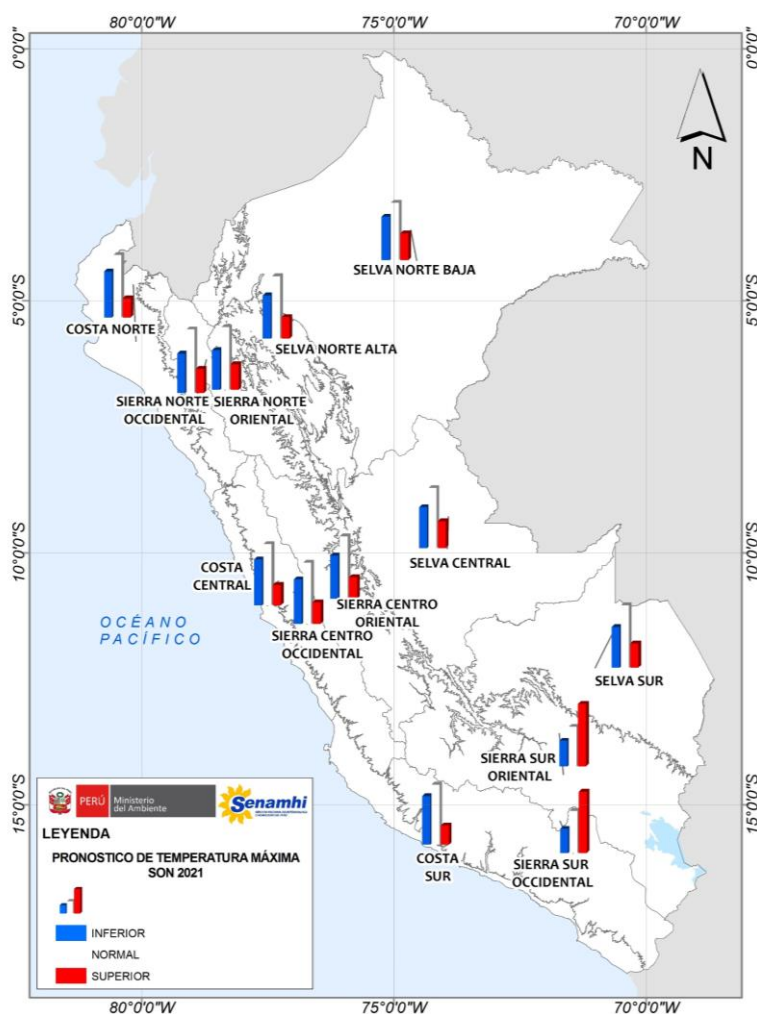 80°0'0"W 75°0'0"W 70°0'0"W
0°0'0"
0°0'0"
N
SELVA NORTE BAJA
5°0'0"S
5°0'0"S
COSTA NORTE
SELVA NORTE ALTA
SIERRA NORTE
OCCIDENTAL
SIERRA NORTE
ORIENTAL
10°0'0"S
10°0'0"S
SELVA CENTRAL
COSTA
CENTRAL
SIERRA CENTRO
ORIENTAL
SIERRA CENTRO
OCCIDENTAL
OCÉANO
PACÍFICO
SELVA SUR
SIERRA SUR
ORIENTAL
15°0'0"S
15°0'0"S
COSTA
SUR
SIERRA SUR
OCCIDENTAL
PERÚ
Ministerio
del Ambiente
Senamhi
LEYENDA
PRONOSTICO DE TEMPERATURA MÁXIMA
SON 2021
INFERIOR
NORMAL
SUPERIOR
80°0'0"W 75°0'0"W 70°0'0"W